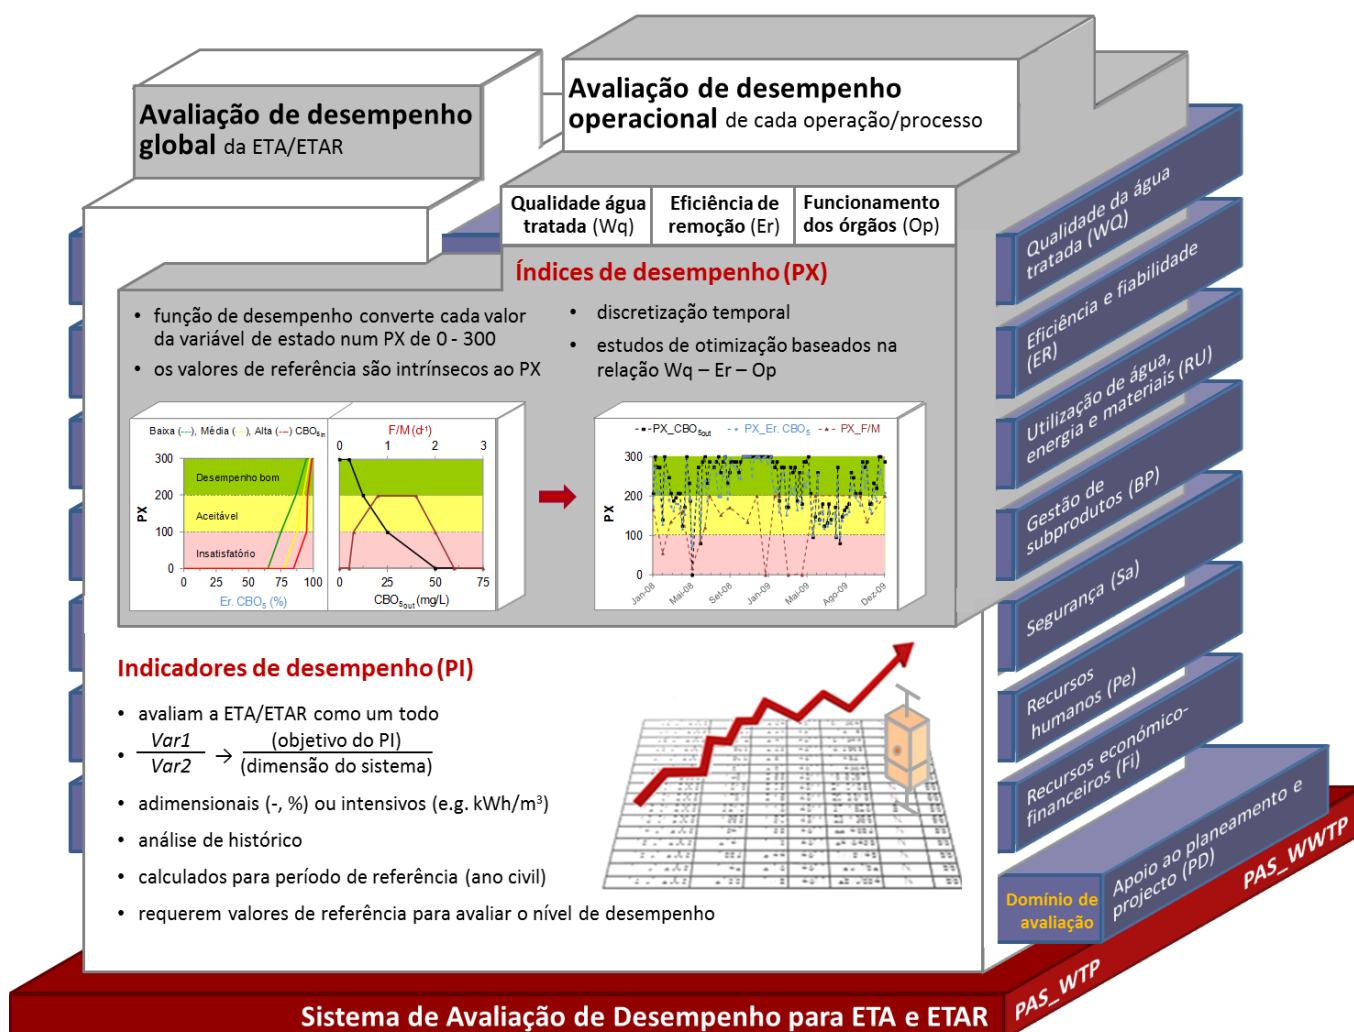 Avaliação de desempenho
global da ETA/ETAR
Avaliação de desempenho
operacional de cada operação/processo
Qualidade água
tratada (Wq)
Eficiência de
remoção (Er)
Funcionamento
dos órgãos (Op)
Índices de desempenho (PX)
• função de desempenho converte cada valor
da variável de estado num PX de 0 - 300
• os valores de referência são intrínsecos ao PX
• discretização temporal
• estudos de otimização baseados na
relação Wq – Er – Op
Baixa (---), Média (---), Alta (---) CBO5in
300
200
100
0
PX
Desempenho bom
Aceitável
Insatisfatório
0 25 50 75 100
Er. CBO5 (%)
F/M (d-1)
0 1 2 3
0 25 50 75
CBO5out (mg/L)
PX_CBO5out PX_Er. CBO5 PX_F/M
300
200
100
0
PX
Jan-08 Mai-08 Set-08 Jan-09 Mai-09 Ago-09 Dez-09
Indicadores de desempenho (PI)
• avaliam a ETA/ETAR como um todo
• Var1 / Var2 → (objetivo do PI) / (dimensão do sistema)
• adimensionais (-, %) ou intensivos (e.g. kWh/m³)
• análise de histórico
• calculados para período de referência (ano civil)
• requerem valores de referência para avaliar o nível de desempenho
Qualidade da água
tratada (WQ)
Eficiência e fiabilidade
(ER)
Utilização de água,
energia e materiais (RU)
Gestão de
subprodutos (BP)
Segurança (Sa)
Recursos
humanos (Pe)
Recursos económico-
financeiros (Fi)
Domínio de
avaliação
Apoio ao planeamento e
projecto (PD)
PAS_WTP
PAS_WWTP
Sistema de Avaliação de Desempenho para ETA e ETAR